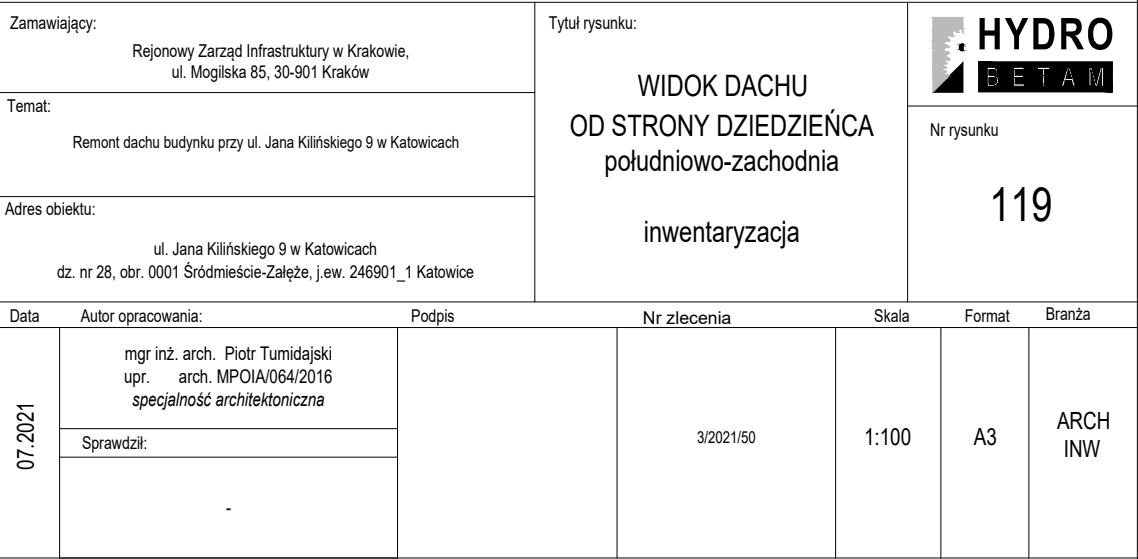 Zamawiający:
Rejonowy Zarząd Infrastruktury w Krakowie,
ul. Mogilska 85, 30-901 Kraków
Temat:
Remont dachu budynku przy ul. Jana Kilińskiego 9 w Katowicach
Adres obiektu:
ul. Jana Kilińskiego 9 w Katowicach
dz. nr 28, obr. 0001 Śródmieście-Załęże, j.ew. 246901_1 Katowice
Tytuł rysunku:
WIDOK DACHU
OD STRONY DZIEDZIEŃCA
południowo-zachodnia
inwentaryzacja
HYDRO
BETAM
Nr rysunku
119
Data
07.2021
Autor opracowania:
mgr inż. arch. Piotr Tumidajski
upr. arch. MPOIA/064/2016
specjalność architektoniczna
Sprawdził:
-
Podpis
Nr zlecenia
3/2021/50
Skala
1:100
Format
A3
Branża
ARCH
INW